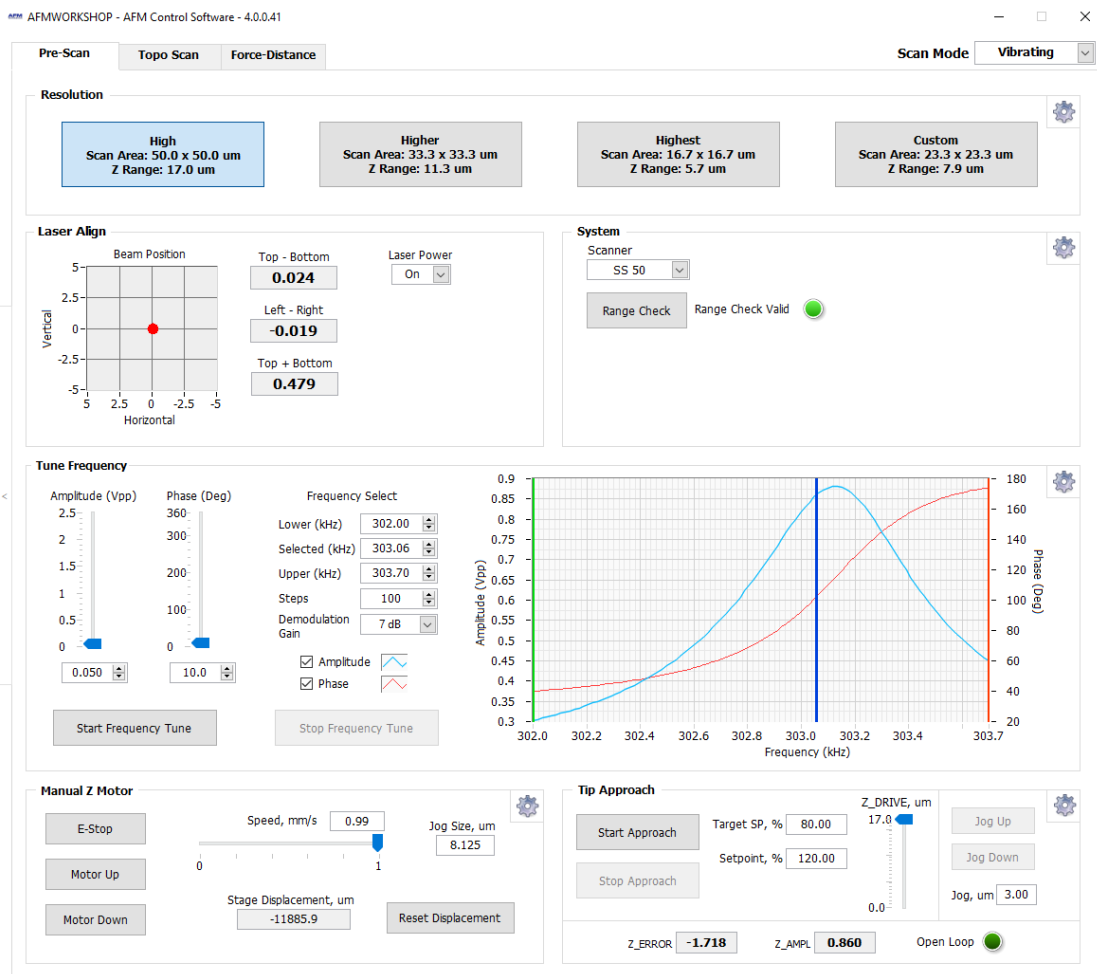 AFM AFMWORKSHOP - AFM Control Software - 4.0.0.41
Pre-Scan
Topo Scan
Force-Distance
Scan Mode
Vibrating
Resolution
High
Scan Area: 50.0 x 50.0 um
Z Range: 17.0 um
Higher
Scan Area: 33.3 x 33.3 um
Z Range: 11.3 um
Highest
Scan Area: 16.7 x 16.7 um
Z Range: 5.7 um
Custom
Scan Area: 23.3 x 23.3 um
Z Range: 7.9 um
Laser Align
Beam Position
Vertical
5
2.5
0
-2.5
-5
5 2.5 0 -2.5 -5
Horizontal
Top - Bottom
0.024
Left - Right
-0.019
Top + Bottom
0.479
Laser Power
On
System
Scanner
SS 50
Range Check
Range Check Valid
<
Tune Frequency
Amplitude (Vpp)
2.5
2
1.5
1
0.5
0
0.050
Phase (Deg)
360
300
200
100
0
10.0
Frequency Select
Lower (kHz) 302.00
Selected (kHz) 303.06
Upper (kHz) 303.70
Steps 100
Demodulation
Gain
7 dB
Amplitude
Phase
Start Frequency Tune
Stop Frequency Tune
Amplitude (Vpp)
0.9
0.85
0.8
0.75
0.7
0.65
0.6
0.55
0.5
0.45
0.4
0.35
0.3
302.0 302.2 302.4 302.6 302.8 303.0 303.2 303.4 303.7
Frequency (kHz)
180
160
140
120
100
80
60
40
20
Phase (Deg)
Manual Z Motor
E-Stop
Motor Up
Motor Down
Speed, mm/s 0.99
0 1
Jog Size, um
8.125
Stage Displacement, um
-11885.9
Reset Displacement
Tip Approach
Start Approach
Stop Approach
Target SP, % 80.00
Setpoint, % 120.00
Z_DRIVE, um
17.0
0.0
Jog Up
Jog Down
Jog, um 3.00
Z_ERROR -1.718
Z_AMPL 0.860
Open Loop